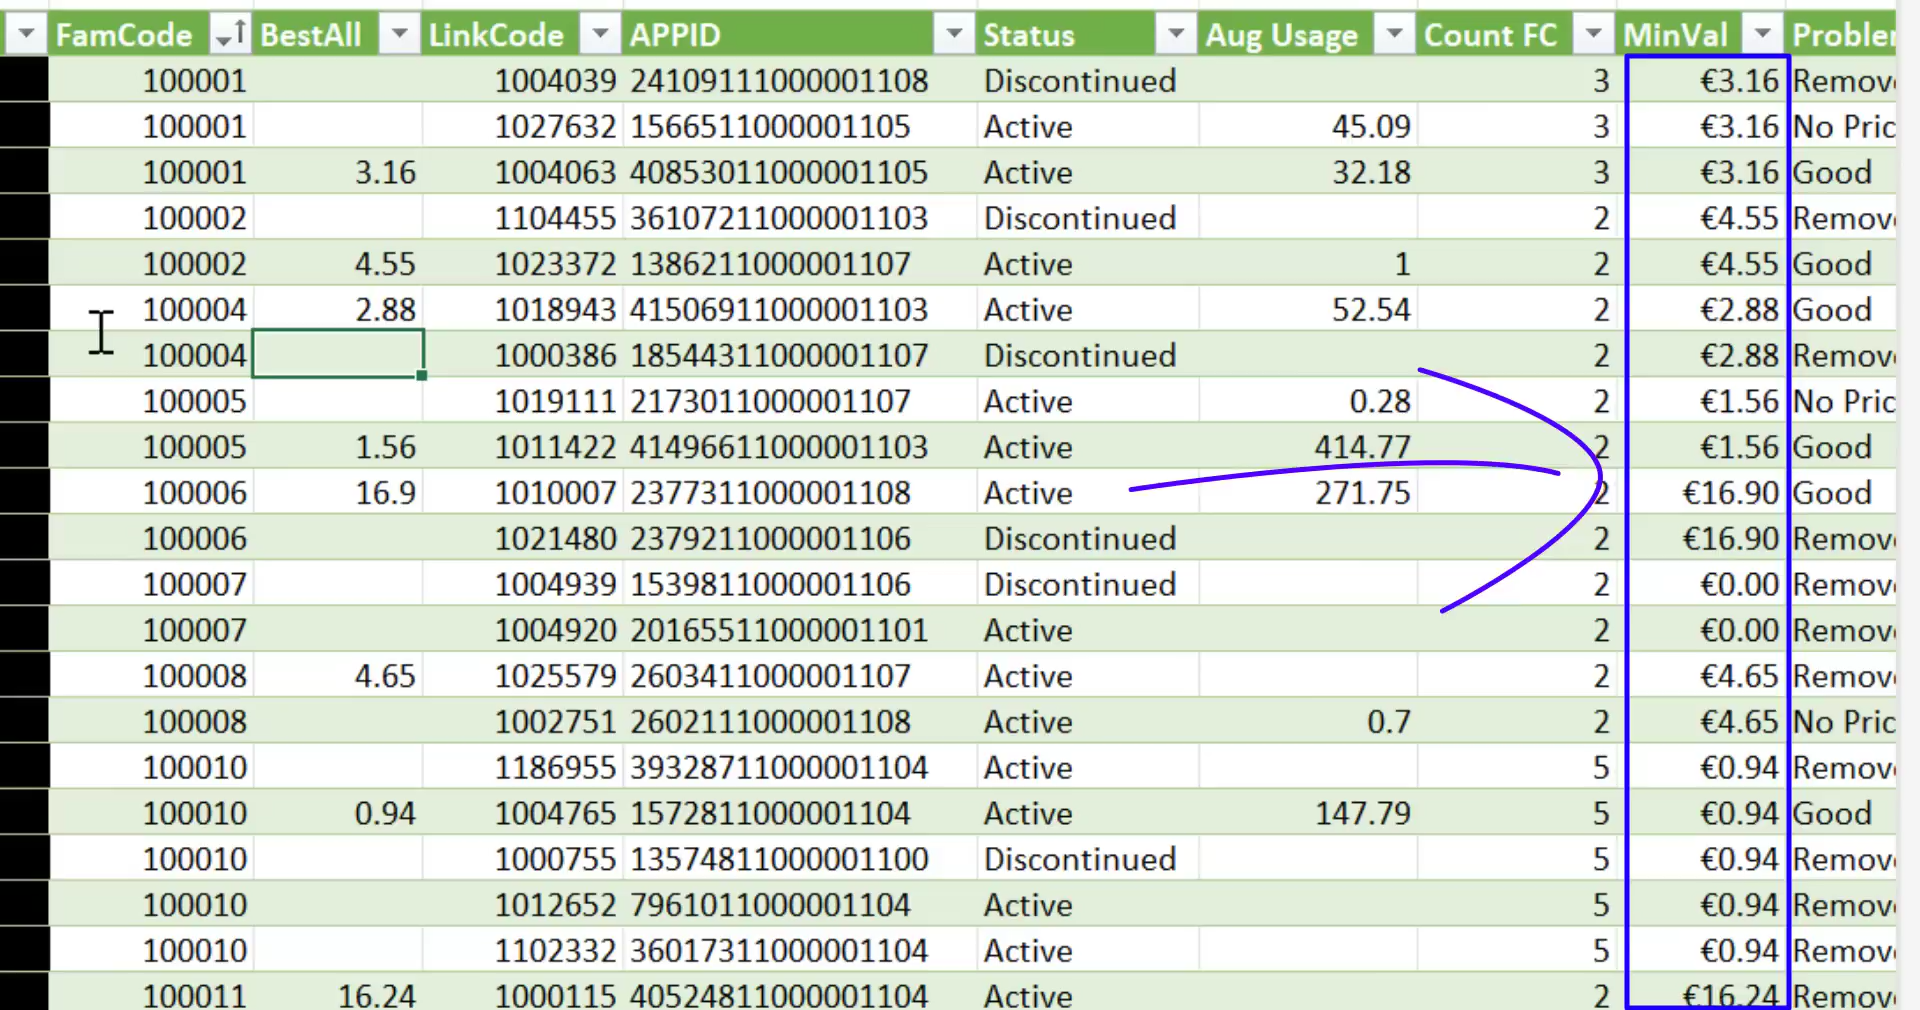 FamCode BestAll LinkCode APPID Status Aug Usage Count FC MinVal Probler
100001 1004039 24109111000001108 Discontinued 3 €3.16 Remov
100001 1027632 1566511000001105 Active 45.09 3 €3.16 No Pric
100001 3.16 1004063 40853011000001105 Active 32.18 3 €3.16 Good
100002 1104455 36107211000001103 Discontinued 2 €4.55 Remov
100002 4.55 1023372 1386211000001107 Active 1 2 €4.55 Good
100004 2.88 1018943 41506911000001103 Active 52.54 2 €2.88 Good
100004 1000386 18544311000001107 Discontinued 2 €2.88 Remov
100005 1019111 2173011000001107 Active 0.28 2 €1.56 No Pric
100005 1.56 1011422 41496611000001103 Active 414.77 2 €1.56 Good
100006 16.9 1010007 2377311000001108 Active 271.75 2 €16.90 Good
100006 1021480 2379211000001106 Discontinued 2 €16.90 Remov
100007 1004939 1539811000001106 Discontinued 2 €0.00 Remov
100007 1004920 20165511000001101 Active 2 €0.00 Remov
100008 4.65 1025579 2603411000001107 Active 2 €4.65 Remov
100008 1002751 2602111000001108 Active 0.7 2 €4.65 No Pric
100010 1186955 39328711000001104 Active 5 €0.94 Remov
100010 0.94 1004765 1572811000001104 Active 147.79 5 €0.94 Good
100010 1000755 13574811000001100 Discontinued 5 €0.94 Remov
100010 1012652 7961011000001104 Active 5 €0.94 Remov
100010 1102332 36017311000001104 Active 5 €0.94 Remov
100011 16.24 1000115 40524811000001104 Active 2 €16.24 Remov